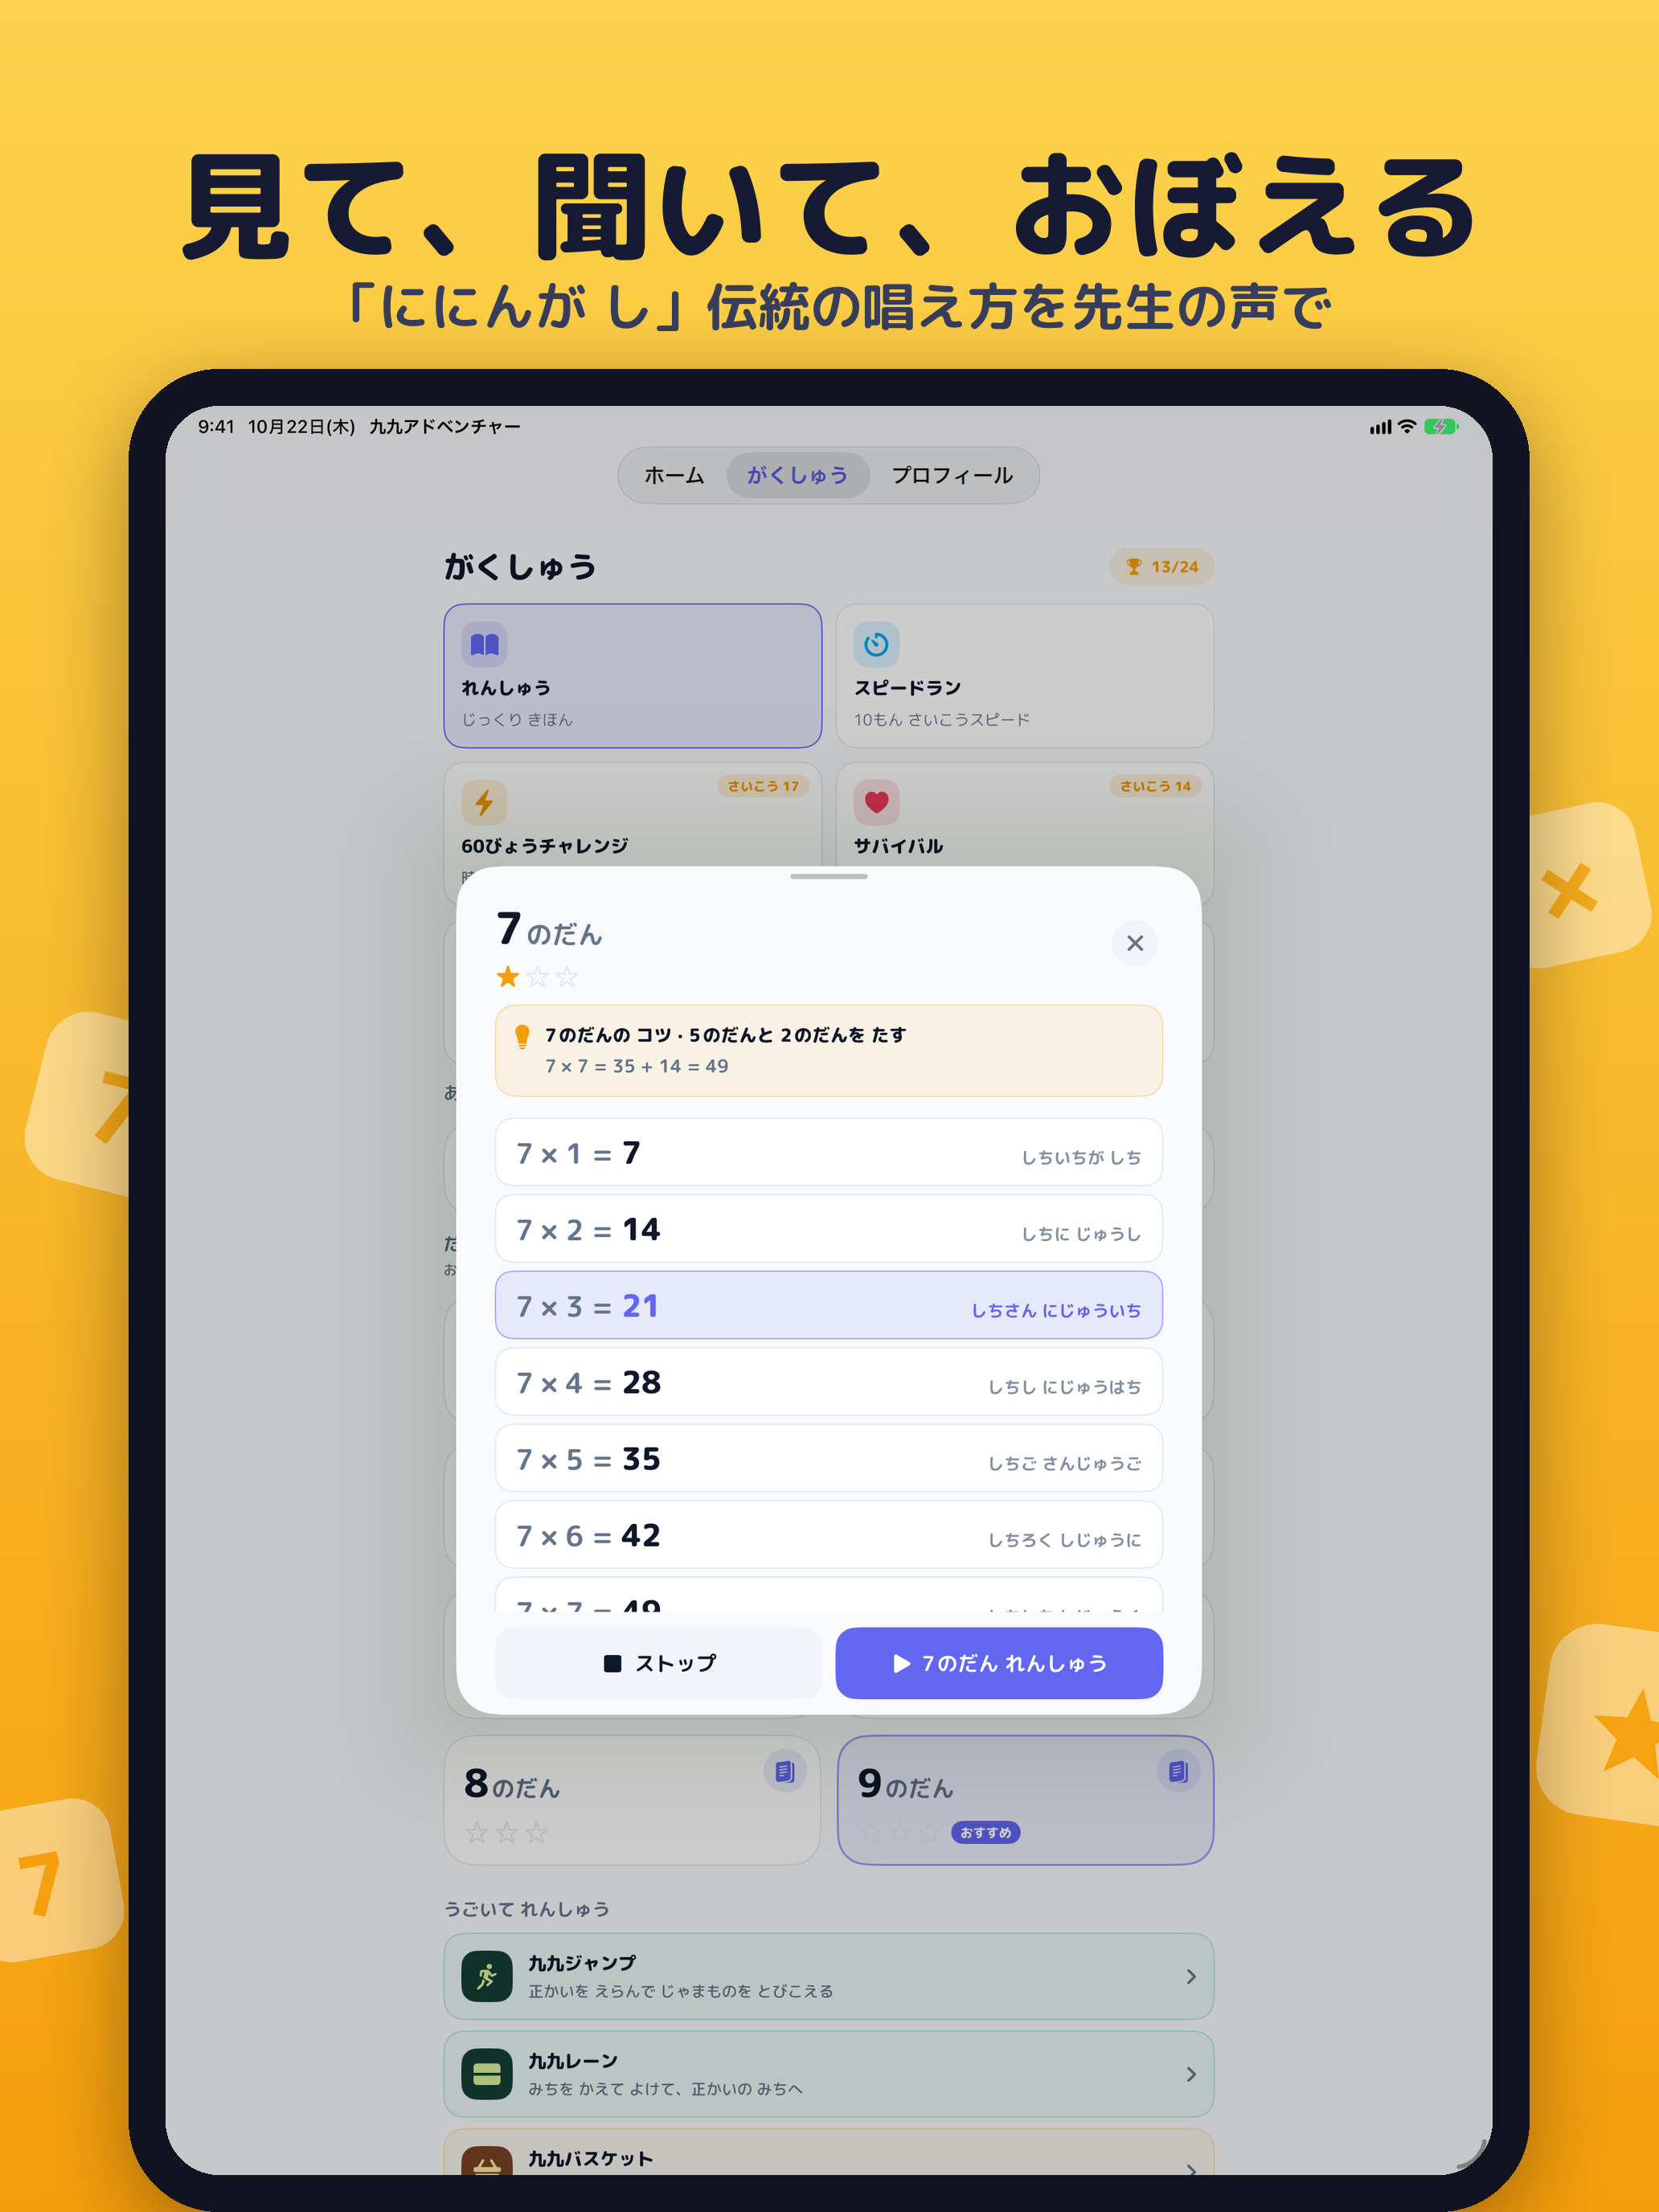 見て、聞いて、おぼえる
「ににんが し」伝統の唱え方を先生の声で
9:41 10月22日(木) 九九アドベンチャー
ホーム がくしゅう プロフィール
がくしゅう
13/24
れんしゅう
じっくり きほん
スピードラン
10もん さいこうスピード
さいこう 17
60びょうチャレンジ
さいこう 14
サバイバル
7のだん
7のだんの コツ・5のだんと 2のだんを たす
7 × 7 = 35 + 14 = 49
7 × 1 = 7 しちいちが しち
7 × 2 = 14 しちに じゅうし
7 × 3 = 21 しちさん にじゅういち
7 × 4 = 28 しちし にじゅうはち
7 × 5 = 35 しちご さんじゅうご
7 × 6 = 42 しちろく しじゅうに
7 × 7 = 49
ストップ
7のだん れんしゅう
8のだん
9のだん
おすすめ
うごいて れんしゅう
九九ジャンプ
正かいを えらんで じゃまものを とびこえる
九九レーン
みちを かえて よけて、正かいの みちへ
九九バスケット
×
7
7